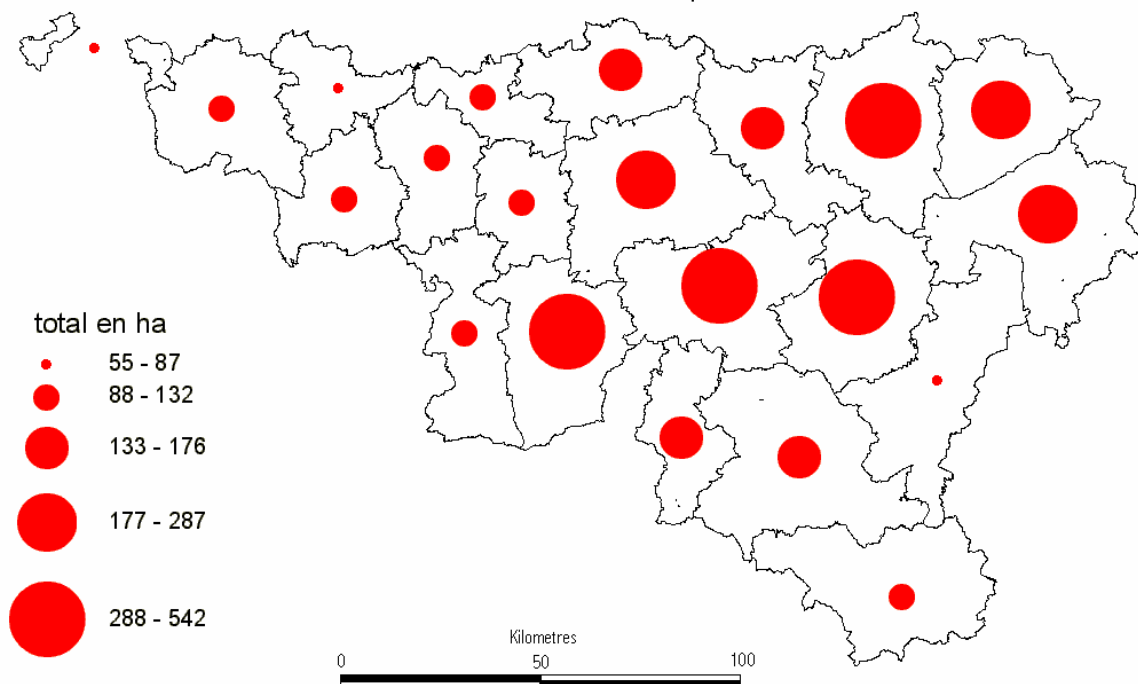 total en ha
55 - 87
88 - 132
133 - 176
177 - 287
288 - 542
Kilometres
0 50 100